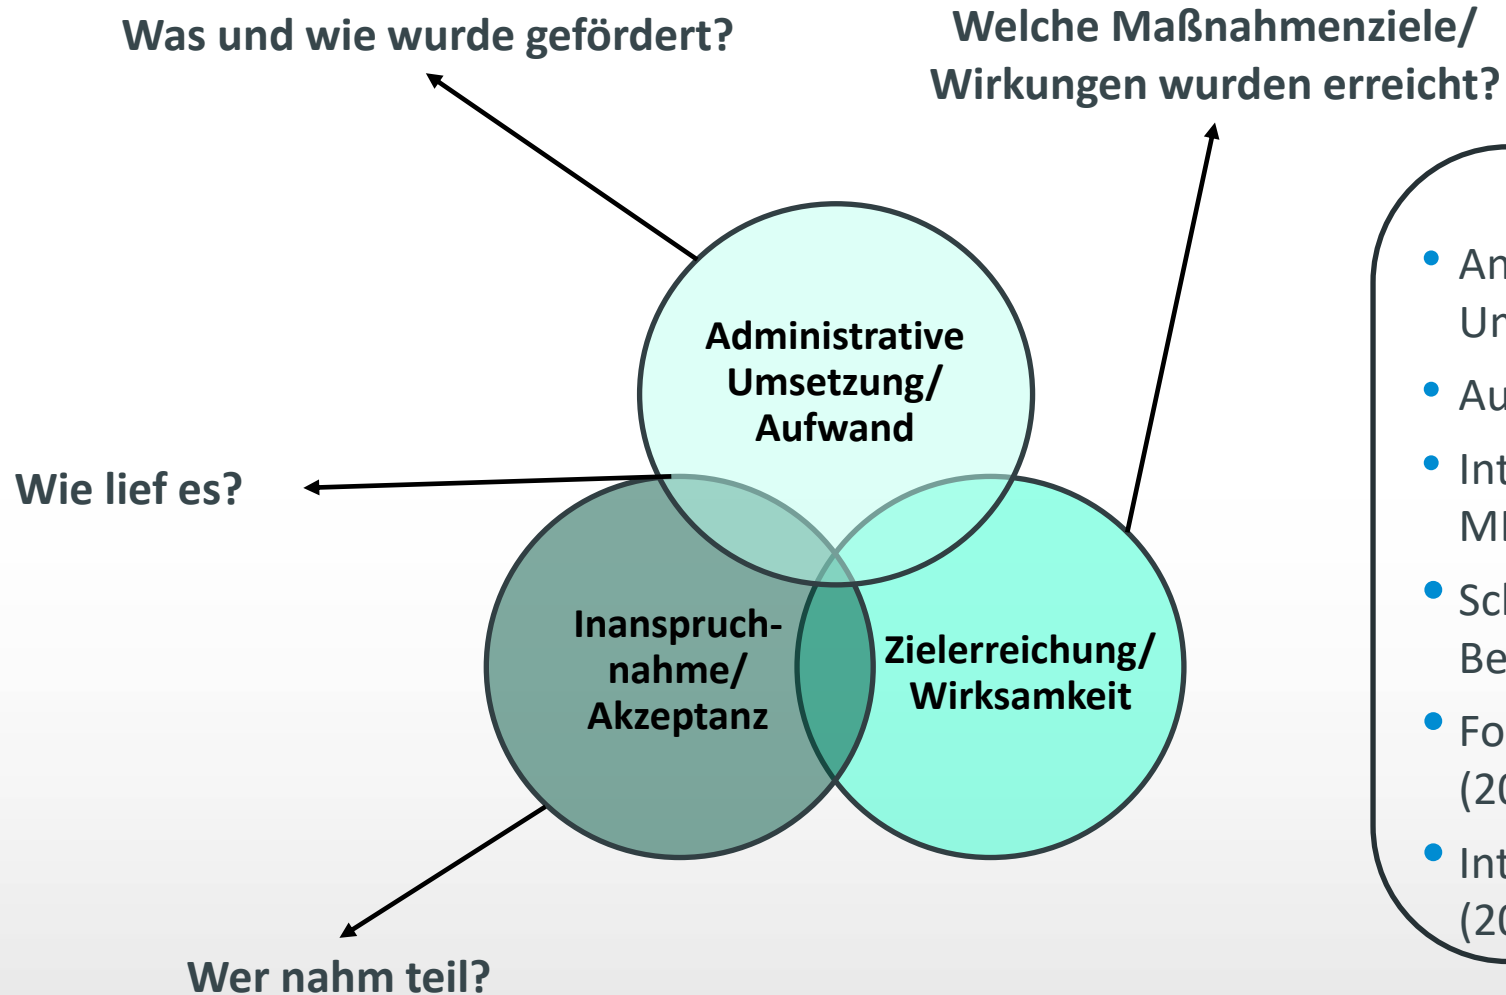 Was und wie wurde gefördert?
Welche Maßnahmenziele/
Wirkungen wurden erreicht?
Administrative
Umsetzung/
Aufwand
Wie lief es?
Inanspruch-
nahme/
Akzeptanz
Zielerreichung/
Wirksamkeit
Wer nahm teil?